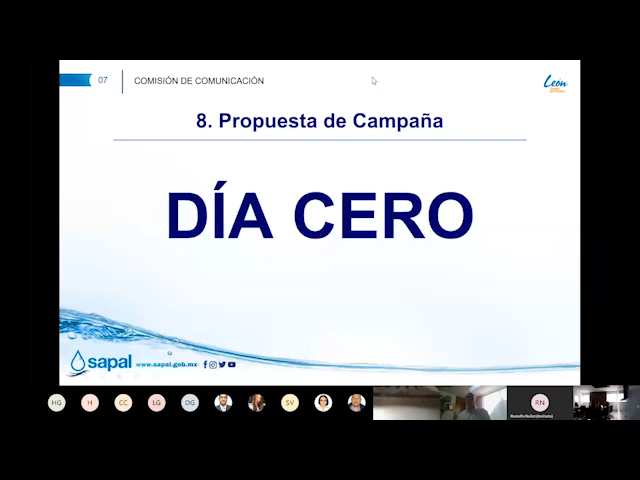 07
COMISIÓN DE COMUNICACIÓN
León
8. Propuesta de Campaña
DÍA CERO
sapal
www.sapal.gob.mx
HG
H
CC
LG
DG
SV
RN